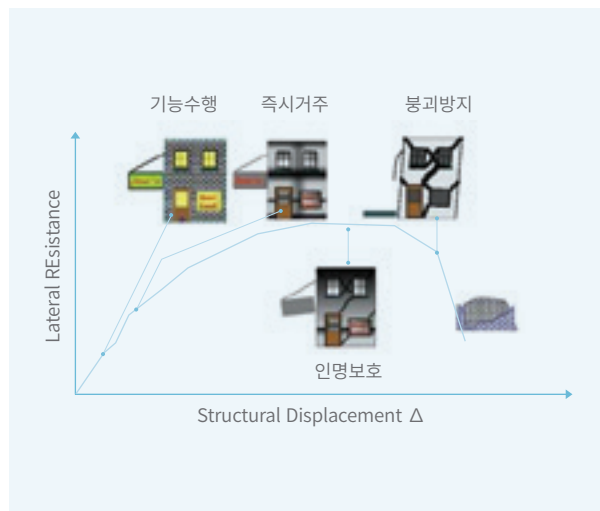 기능수행
즉시거주
붕괴방지
Lateral REsistance
인명보호
Structural Displacement Δ